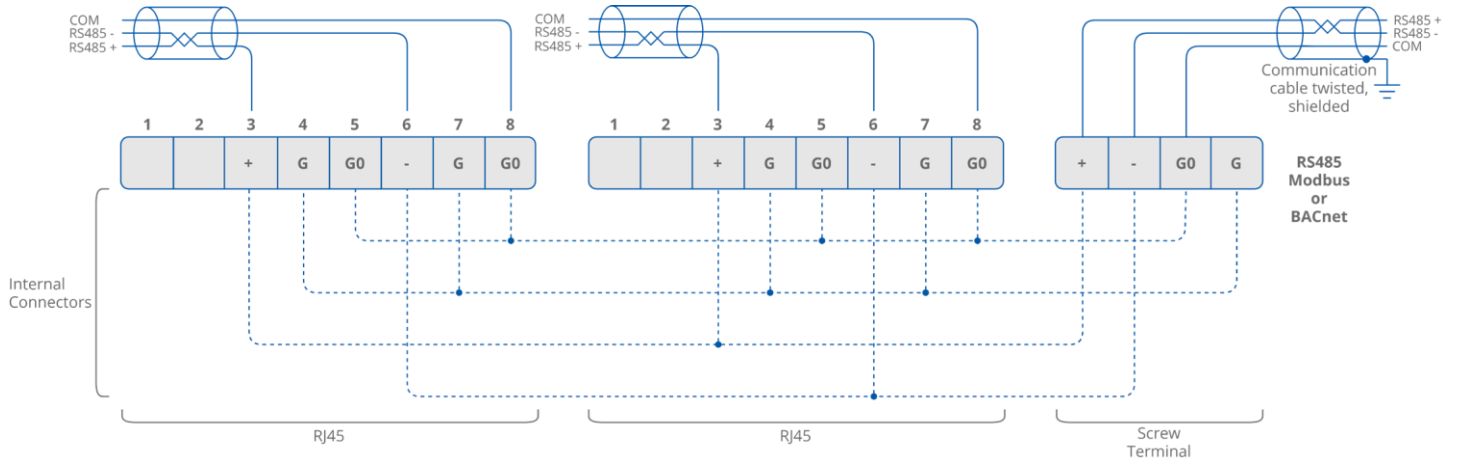 COM
RS485 -
RS485 +
COM
RS485 -
RS485 +
RS485 +
RS485 -
COM
Communication
cable twisted,
shielded
1 2 3 4 5 6 7 8
1 2 3 4 5 6 7 8
+ G G0 - G G0
+ G G0 - G G0
+ - G0 G
RS485
Modbus
or
BACnet
Internal
Connectors
RJ45
RJ45
Screw
Terminal